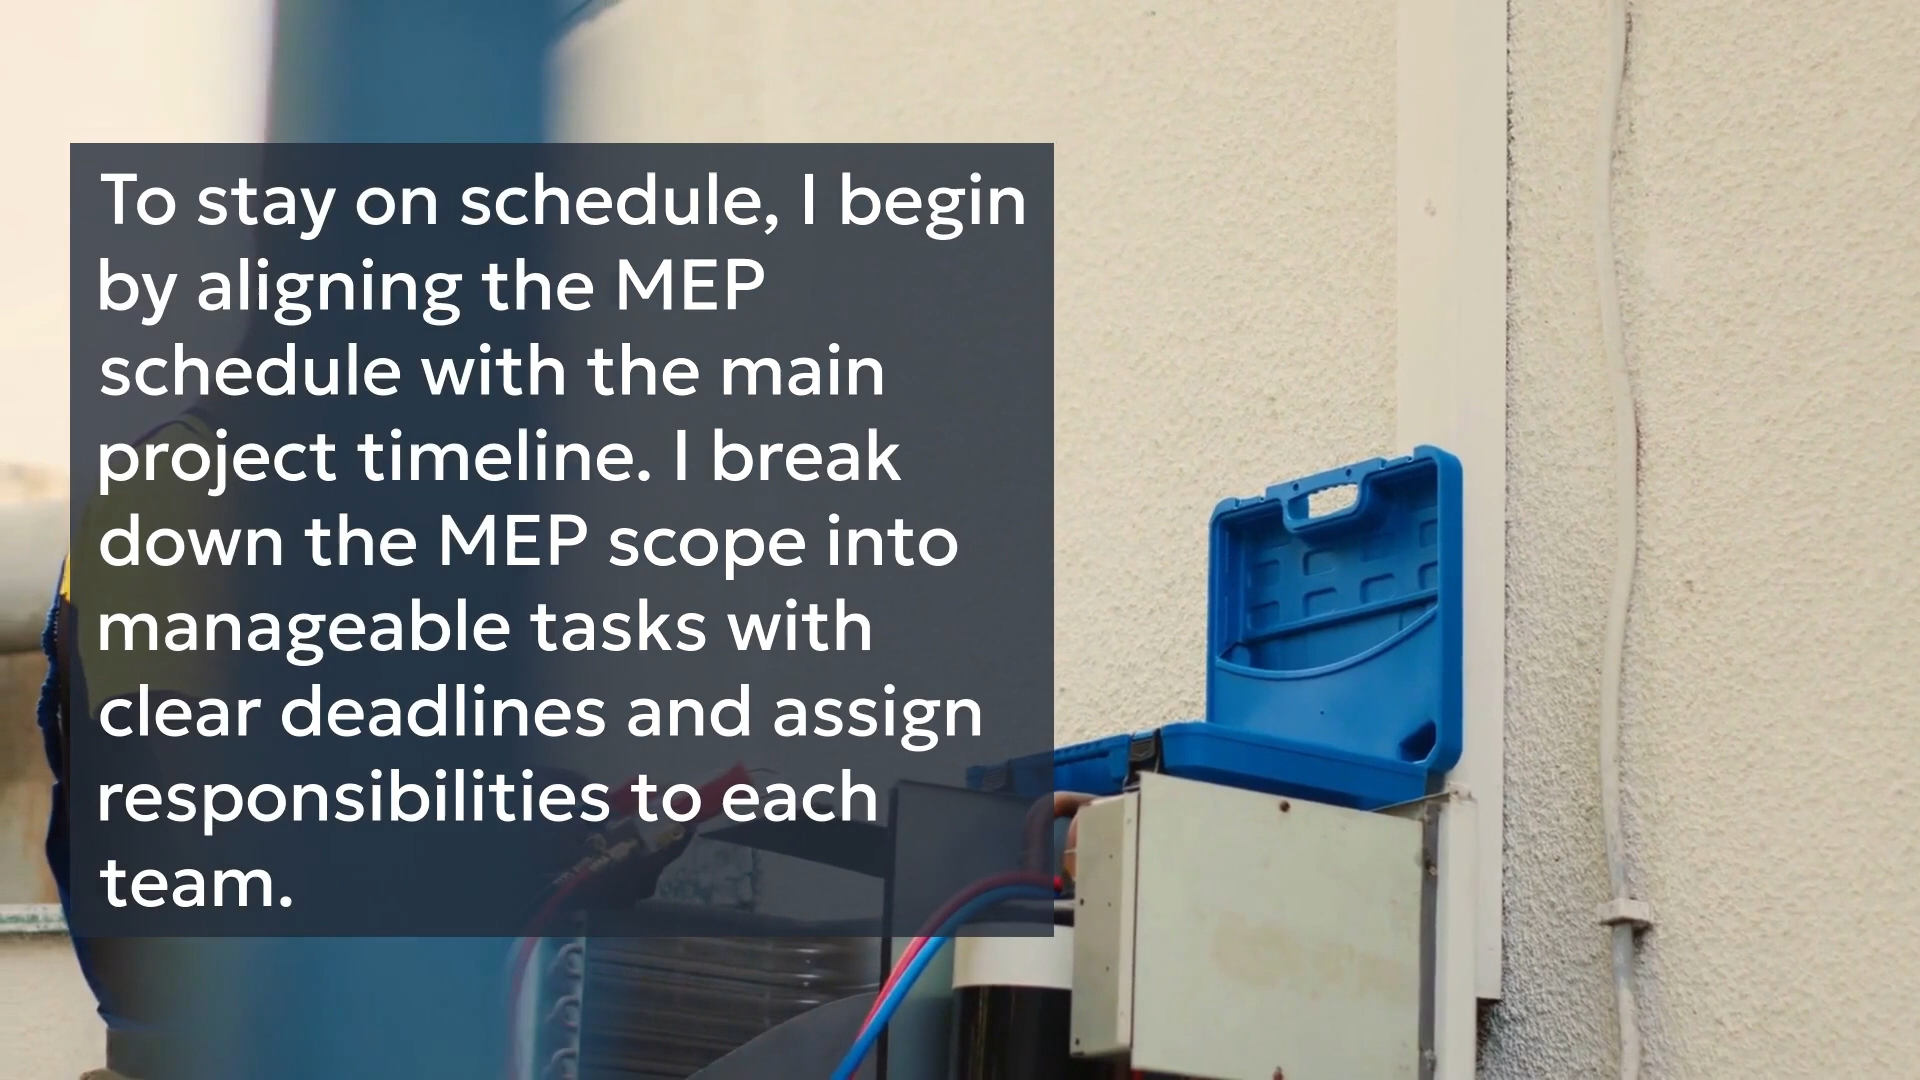 To stay on schedule, I begin
by aligning the MEP
schedule with the main
project timeline. I break
down the MEP scope into
manageable tasks with
clear deadlines and assign
responsibilities to each
team.